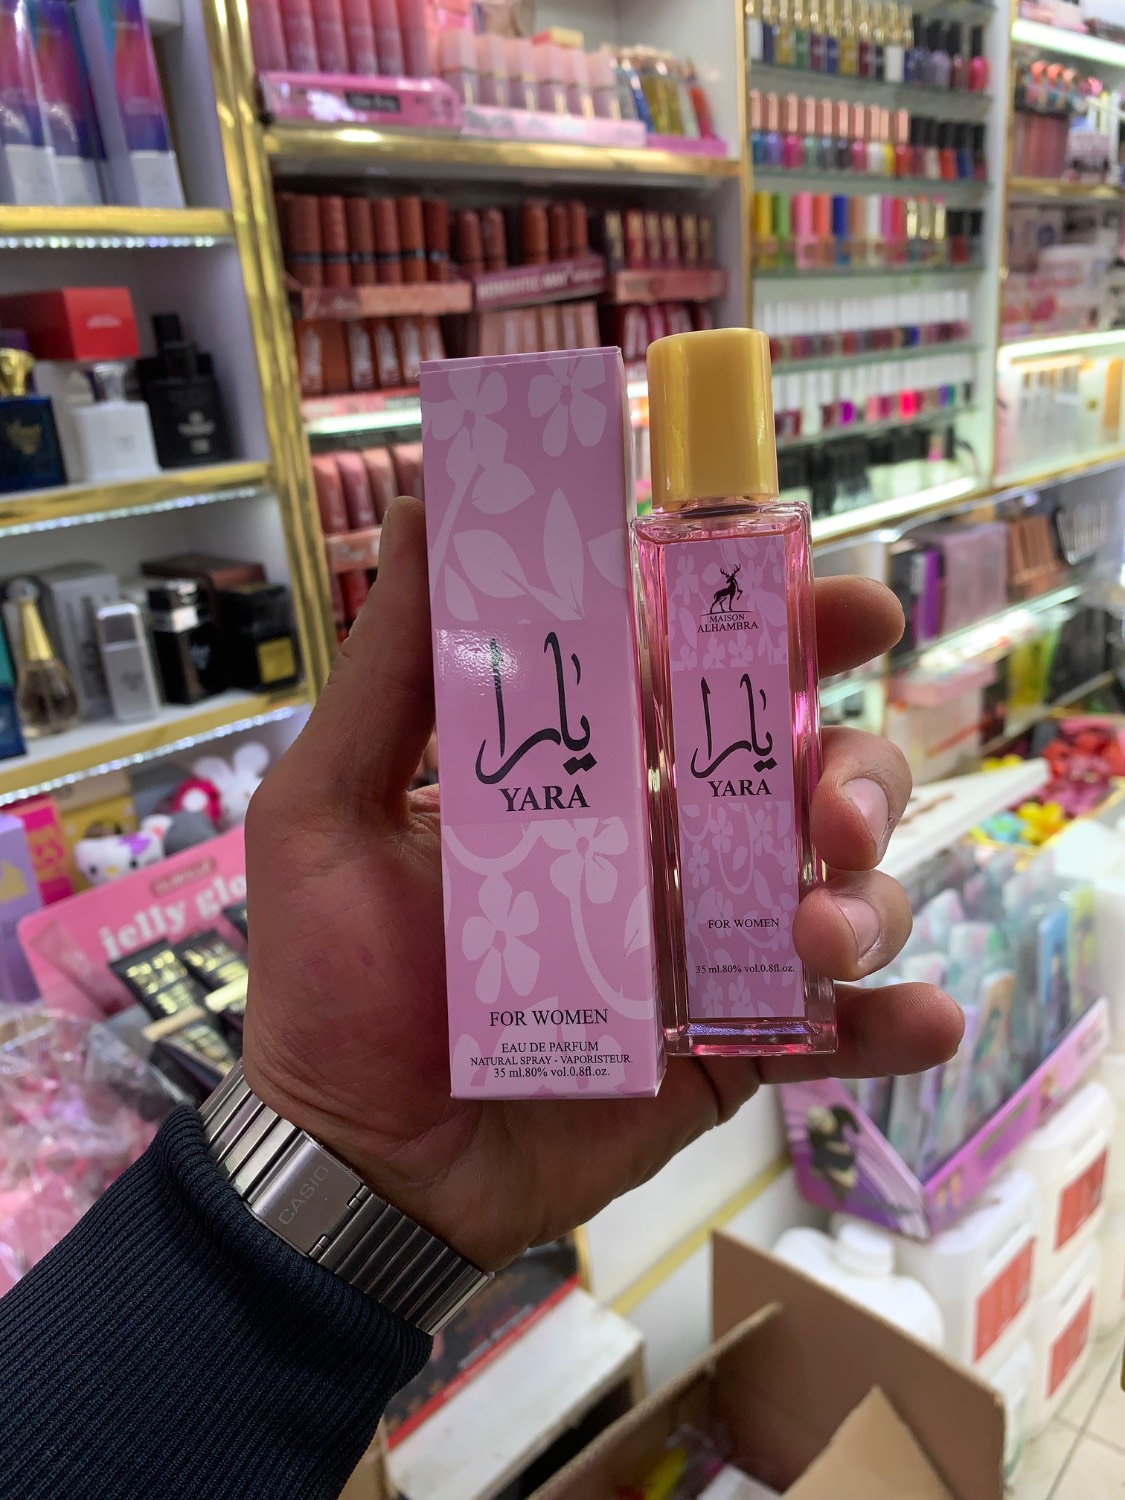 يارا
YARA
FOR WOMEN
EAU DE PARFUM
NATURAL SPRAY - VAPORISTEUR.
35 ml.80% vol.0.8fl.oz.
MAISON
ALHAMBRA
يارا
YARA
FOR WOMEN
35 ml.80% vol.0.8fl.oz.
CASIO
jelly glo